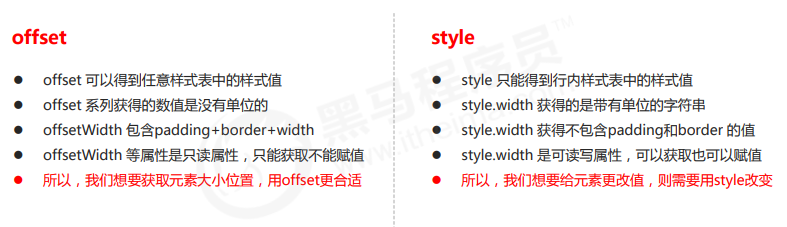 offset
● offset 可以得到任意样式表中的样式值
● offset 系列获得的数值是没有单位的
● offsetWidth 包含padding+border+width
● offsetWidth 等属性是只读属性，只能获取不能赋值
● 所以，我们想要获取元素大小位置，用offset更合适
style
● style 只能得到行内样式表中的样式值
● style.width 获得的是带有单位的字符串
● style.width 获得不包含padding和border 的值
● style.width 是可读写属性，可以获取也可以赋值
● 所以，我们想要给元素更改值，则需要用style改变
黑马程序员™